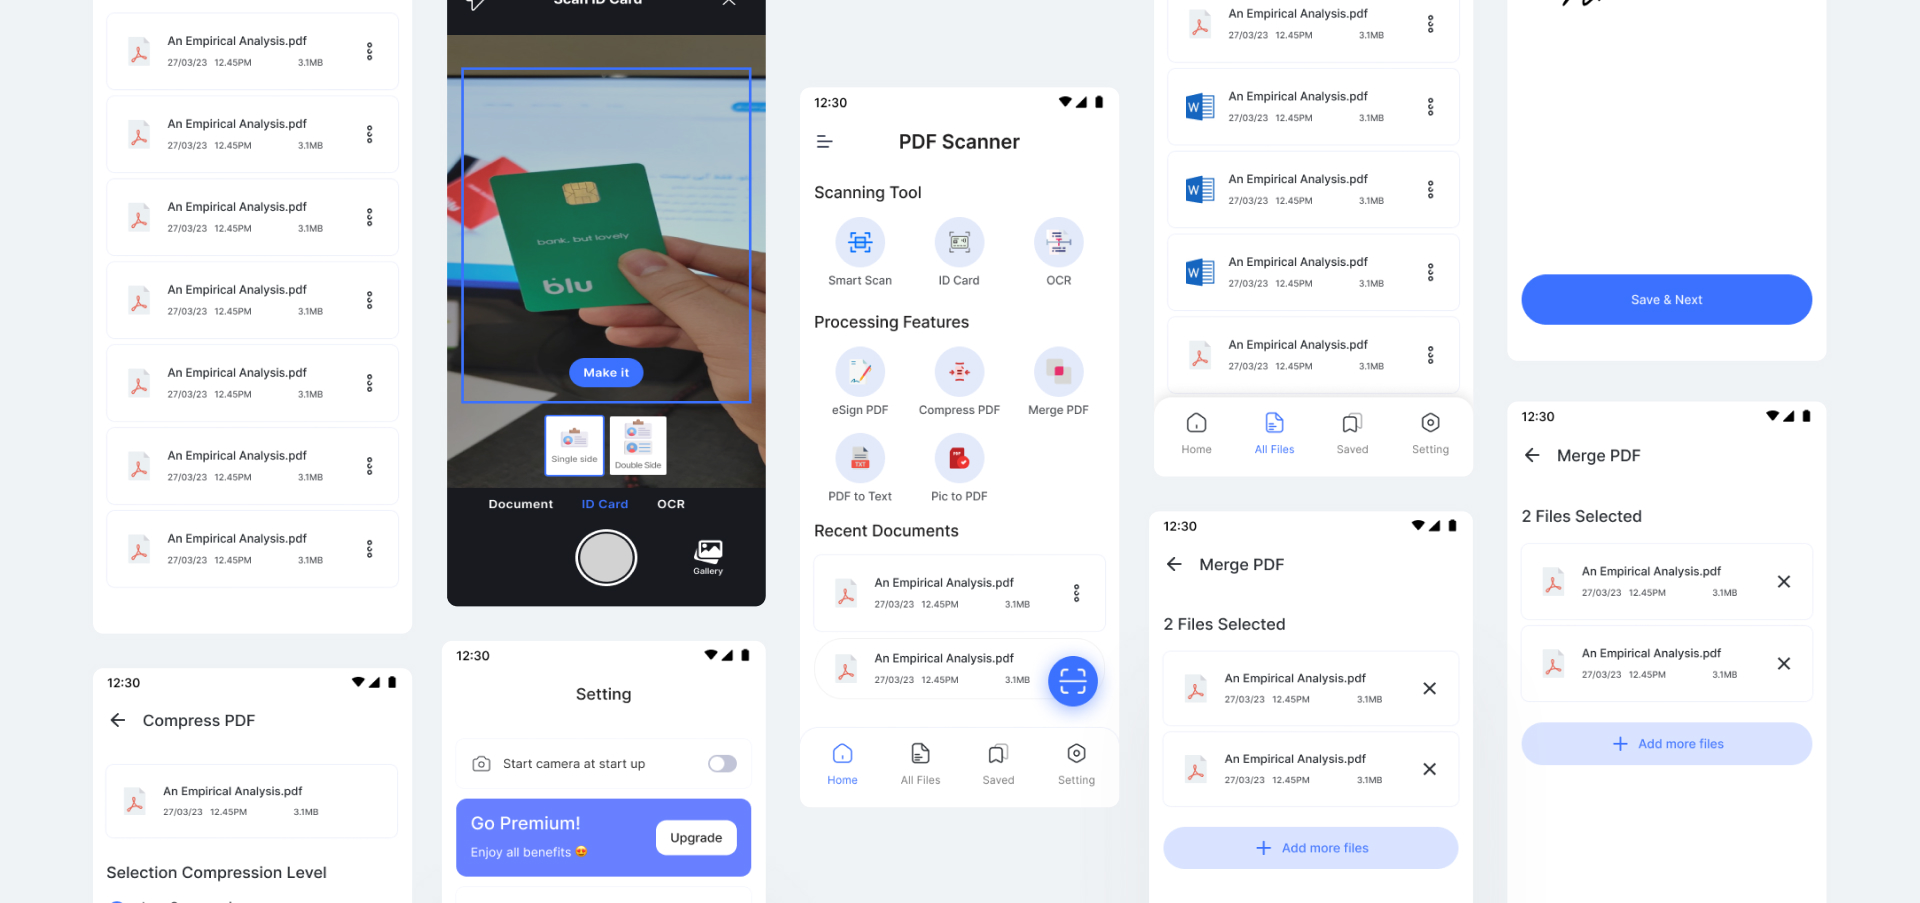 An Empirical Analysis.pdf
27/03/23 12.45PM 3.1MB
An Empirical Analysis.pdf
27/03/23 12.45PM 3.1MB
An Empirical Analysis.pdf
27/03/23 12.45PM 3.1MB
An Empirical Analysis.pdf
27/03/23 12.45PM 3.1MB
An Empirical Analysis.pdf
27/03/23 12.45PM 3.1MB
An Empirical Analysis.pdf
27/03/23 12.45PM 3.1MB
An Empirical Analysis.pdf
27/03/23 12.45PM 3.1MB
12:30
Compress PDF
An Empirical Analysis.pdf
27/03/23 12.45PM 3.1MB
Selection Compression Level
Scan ID Card
bank, but lovely
blu
Make it
Single side
Double Side
Document ID Card OCR
Gallery
12:30
Setting
Start camera at start up
Go Premium!
Enjoy all benefits 😍
Upgrade
12:30
PDF Scanner
Scanning Tool
Smart Scan ID Card OCR
Processing Features
eSign PDF Compress PDF Merge PDF
TXT
PDF
PDF to Text Pic to PDF
Recent Documents
An Empirical Analysis.pdf
27/03/23 12.45PM 3.1MB
An Empirical Analysis.pdf
27/03/23 12.45PM 3.1MB
Home All Files Saved Setting
An Empirical Analysis.pdf
27/03/23 12.45PM 3.1MB
W
An Empirical Analysis.pdf
27/03/23 12.45PM 3.1MB
W
An Empirical Analysis.pdf
27/03/23 12.45PM 3.1MB
W
An Empirical Analysis.pdf
27/03/23 12.45PM 3.1MB
An Empirical Analysis.pdf
27/03/23 12.45PM 3.1MB
Home All Files Saved Setting
12:30
Merge PDF
2 Files Selected
An Empirical Analysis.pdf
27/03/23 12.45PM 3.1MB
An Empirical Analysis.pdf
27/03/23 12.45PM 3.1MB
+ Add more files
Save & Next
12:30
Merge PDF
2 Files Selected
An Empirical Analysis.pdf
27/03/23 12.45PM 3.1MB
An Empirical Analysis.pdf
27/03/23 12.45PM 3.1MB
+ Add more files